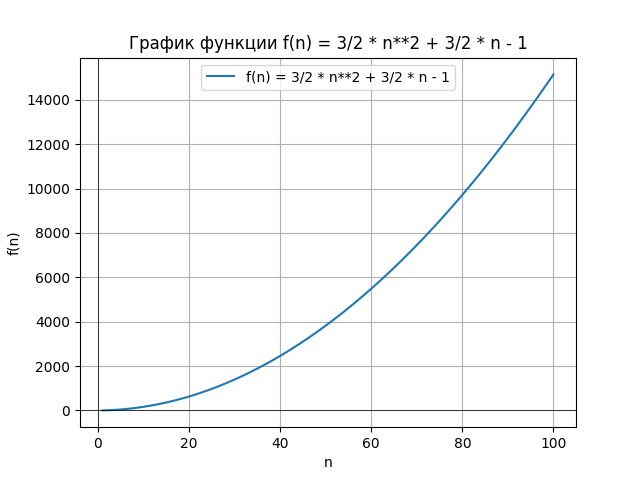 График функции f(n) = 3/2 * n**2 + 3/2 * n - 1
f(n) = 3/2 * n**2 + 3/2 * n - 1
14000
12000
10000
8000
6000
4000
2000
0
f(n)
0 20 40 60 80 100
n